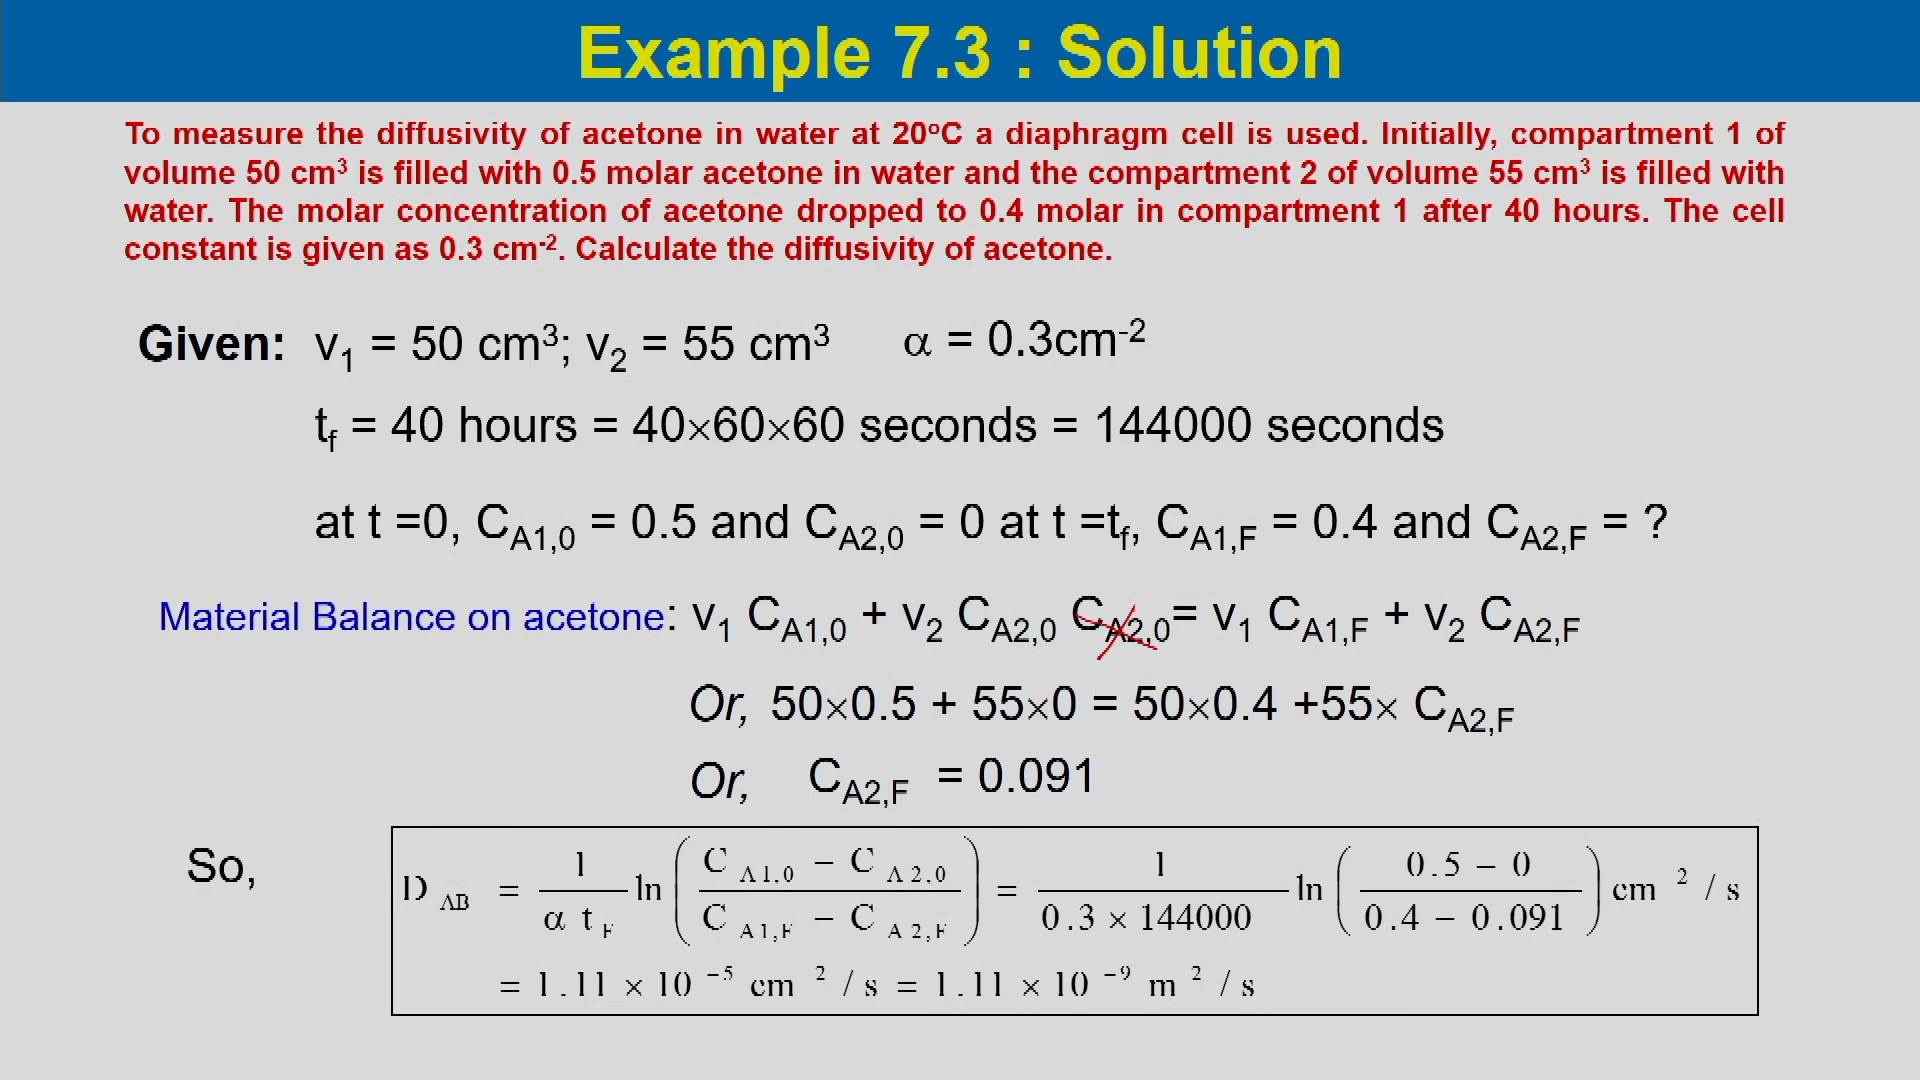 Example 7.3 : Solution
To measure the diffusivity of acetone in water at 20°C a diaphragm cell is used. Initially, compartment 1 of
volume 50 cm³ is filled with 0.5 molar acetone in water and the compartment 2 of volume 55 cm³ is filled with
water. The molar concentration of acetone dropped to 0.4 molar in compartment 1 after 40 hours. The cell
constant is given as 0.3 cm⁻². Calculate the diffusivity of acetone.
Given: v₁ = 50 cm³; v₂ = 55 cm³ α = 0.3cm⁻²
t_f = 40 hours = 40×60×60 seconds = 144000 seconds
at t =0, C_A1,0 = 0.5 and C_A2,0 = 0 at t =t_f, C_A1,F = 0.4 and C_A2,F = ?
Material Balance on acetone: v₁ C_A1,0 + v₂ C_A2,0 C_A2,0= v₁ C_A1,F + v₂ C_A2,F
Or, 50×0.5 + 55×0 = 50×0.4 +55× C_A2,F
Or, C_A2,F = 0.091
So, D_AB = 1/(α t_F) ln((C_A1,0 − C_A2,0)/(C_A1,F − C_A2,F)) = 1/(0.3 × 144000) ln((0.5 − 0)/(0.4 − 0.091)) cm²/s
= 1.11 × 10⁻⁵ cm²/s = 1.11 × 10⁻⁹ m²/s